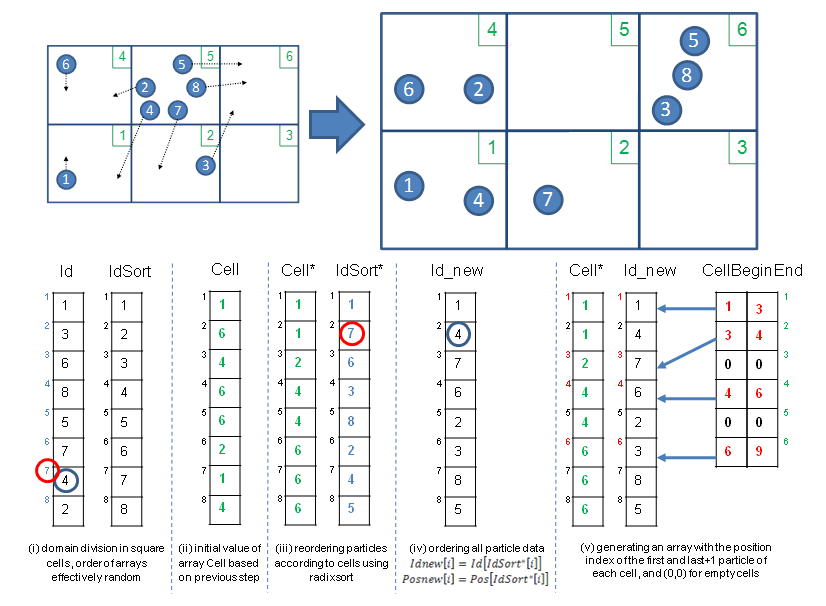 4 5 6
6 5 2 8 4 7
1 2 3
1 3
4 5 6
5 8 3
6 2
1 2 3
1 4 7
Id IdSort Cell Cell* IdSort* Id_new Cell* Id_new CellBeginEnd
1 1 1 1 1 1 1 1 1 1 1 1 1 1 1 3 1
2 3 2 6 2 1 2 7 2 4 2 1 2 4 3 4 2
3 6 3 4 3 2 3 6 3 7 3 2 3 7 0 0 3
4 8 4 6 4 4 4 3 4 6 4 4 4 6 4 6 4
5 5 5 6 5 4 5 8 5 2 5 4 5 2 0 0 5
6 7 6 2 6 6 6 2 6 3 6 6 6 3 6 9 6
7 4 7 1 7 6 7 4 7 8 7 6 7 8
8 2 8 4 8 6 8 5 8 5 8 6 8 5
(i) domain division in square
cells, order of arrays
effectively random
(ii) initial value of
array Cell based
on previous step
(iii) reordering particles
according to cells using
radixsort
(iv) ordering all particle data
Idnew[i] = Id[IdSort*[i]]
Posnew[i] = Pos[IdSort*[i]]
(v) generating an array with the position
index of the first and last+1 particle of
each cell, and (0,0) for empty cells